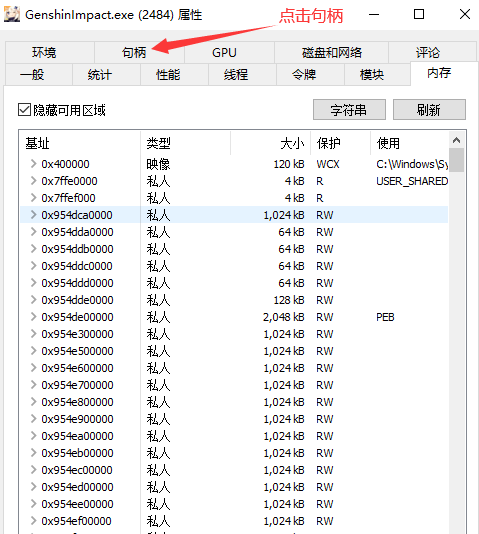 GenshinImpact.exe (2484) 属性
点击句柄
环境 句柄 GPU 磁盘和网络 评论
一般 统计 性能 线程 令牌 模块 内存
隐藏可用区域 字符串 刷新
基址 类型 大小 保护 使用
0x400000 映像 120 kB WCX C:\Windows\Sy
0x7ffe0000 私人 4 kB R USER_SHARED
0x7ffef000 私人 4 kB R
0x954dca0000 私人 1,024 kB RW
0x954dda0000 私人 64 kB RW
0x954ddb0000 私人 64 kB RW
0x954ddc0000 私人 64 kB RW
0x954ddd0000 私人 64 kB RW
0x954dde0000 私人 128 kB RW
0x954de00000 私人 2,048 kB RW PEB
0x954e300000 私人 1,024 kB RW
0x954e500000 私人 1,024 kB RW
0x954e600000 私人 1,024 kB RW
0x954e700000 私人 1,024 kB RW
0x954e800000 私人 1,024 kB RW
0x954e900000 私人 1,024 kB RW
0x954ea00000 私人 1,024 kB RW
0x954eb00000 私人 1,024 kB RW
0x954ec00000 私人 1,024 kB RW
0x954ed00000 私人 1,024 kB RW
0x954ee00000 私人 1,024 kB RW
0x954ef00000 私人 1,024 kB RW